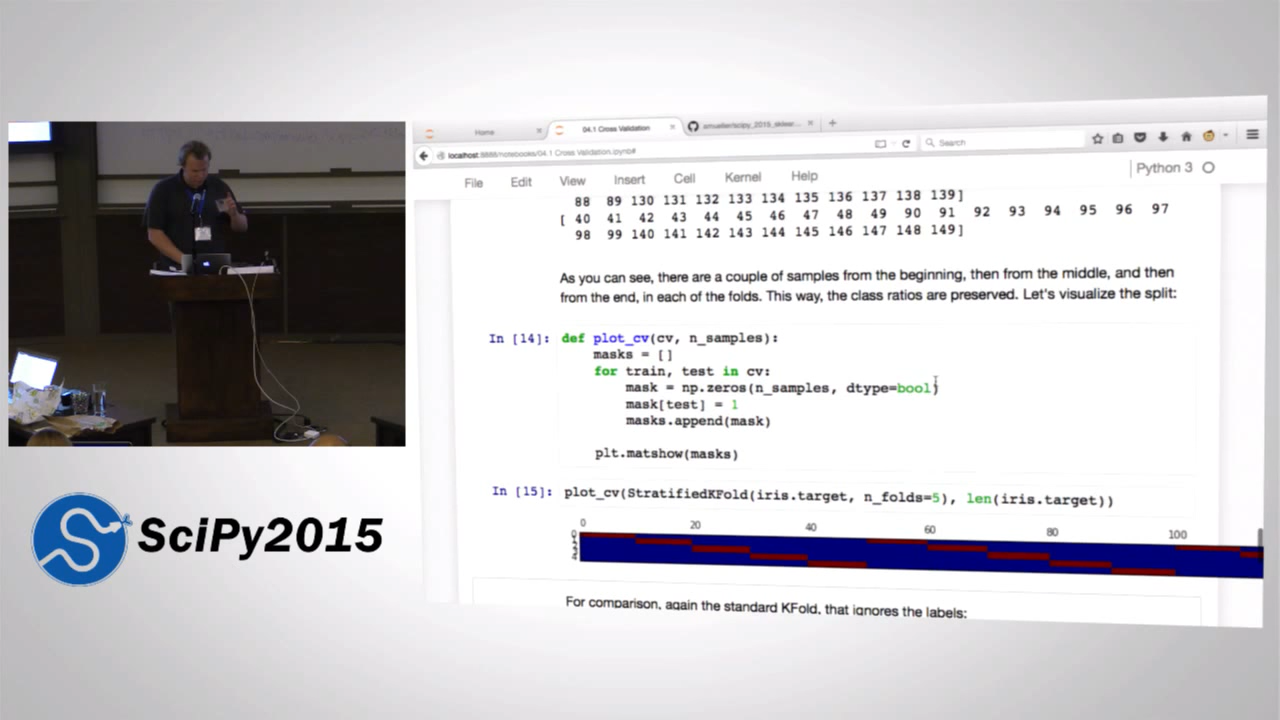 Home
04.1 Cross Validation
amueller/scipy_2015_sklear...
localhost:8888/notebooks/04.1 Cross Validation.ipynb#
Search
File Edit View Insert Cell Kernel Help
Python 3
88 89 130 131 132 133 134 135 136 137 138 139]
[ 40 41 42 43 44 45 46 47 48 49 90 91 92 93 94 95 96 97
98 99 140 141 142 143 144 145 146 147 148 149]
As you can see, there are a couple of samples from the beginning, then from the middle, and then
from the end, in each of the folds. This way, the class ratios are preserved. Let's visualize the split:
In [14]: def plot_cv(cv, n_samples):
masks = []
for train, test in cv:
mask = np.zeros(n_samples, dtype=bool)
mask[test] = 1
masks.append(mask)
plt.matshow(masks)
In [15]: plot_cv(StratifiedKFold(iris.target, n_folds=5), len(iris.target))
0 20 40 60 80 100
For comparison, again the standard KFold, that ignores the labels:
SciPy2015